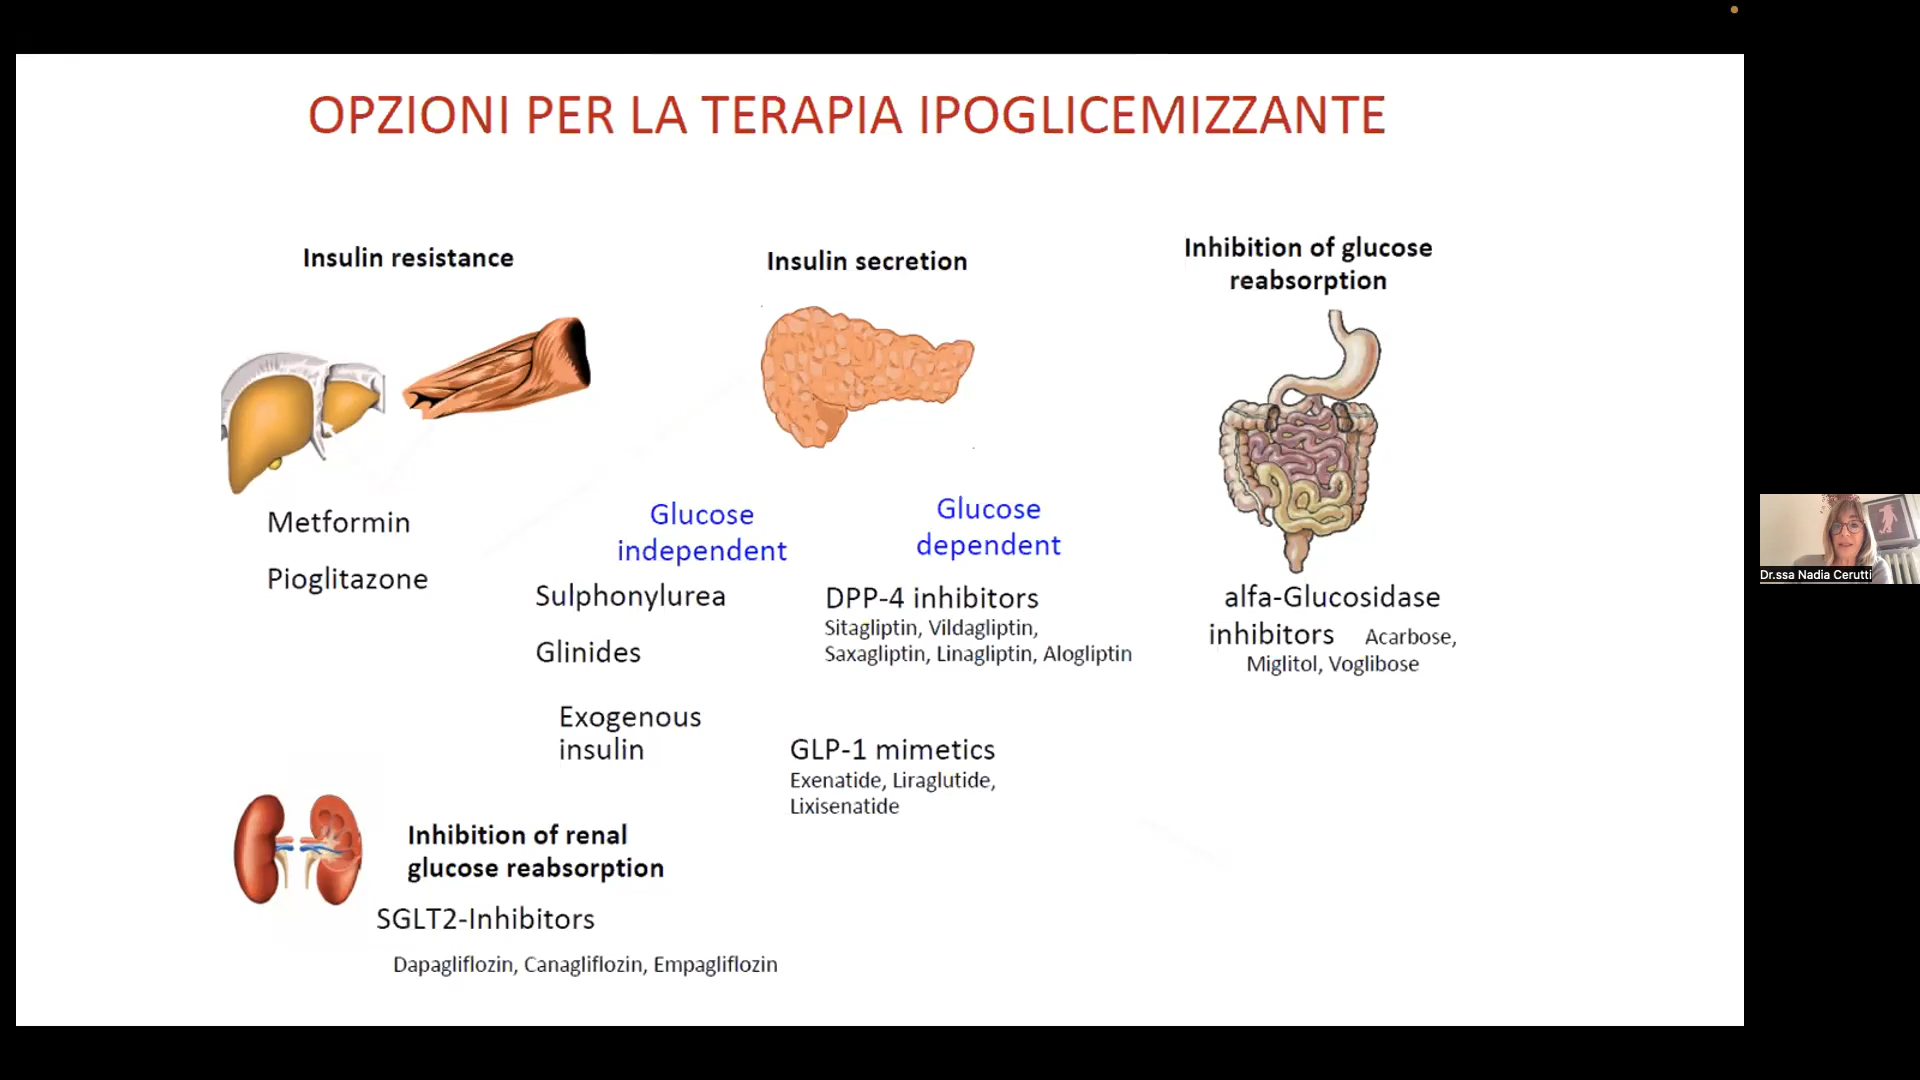 OPZIONI PER LA TERAPIA IPOGLICEMIZZANTE
Insulin resistance
Metformin
Pioglitazone
Insulin secretion
Glucose
independent
Sulphonylurea
Glinides
Exogenous
insulin
Glucose
dependent
DPP-4 inhibitors
Sitagliptin, Vildagliptin,
Saxagliptin, Linagliptin, Alogliptin
GLP-1 mimetics
Exenatide, Liraglutide,
Lixisenatide
Inhibition of glucose
reabsorption
alfa-Glucosidase
inhibitors Acarbose,
Miglitol, Voglibose
Inhibition of renal
glucose reabsorption
SGLT2-Inhibitors
Dapagliflozin, Canagliflozin, Empagliflozin
Dr.ssa Nadia Cerutti